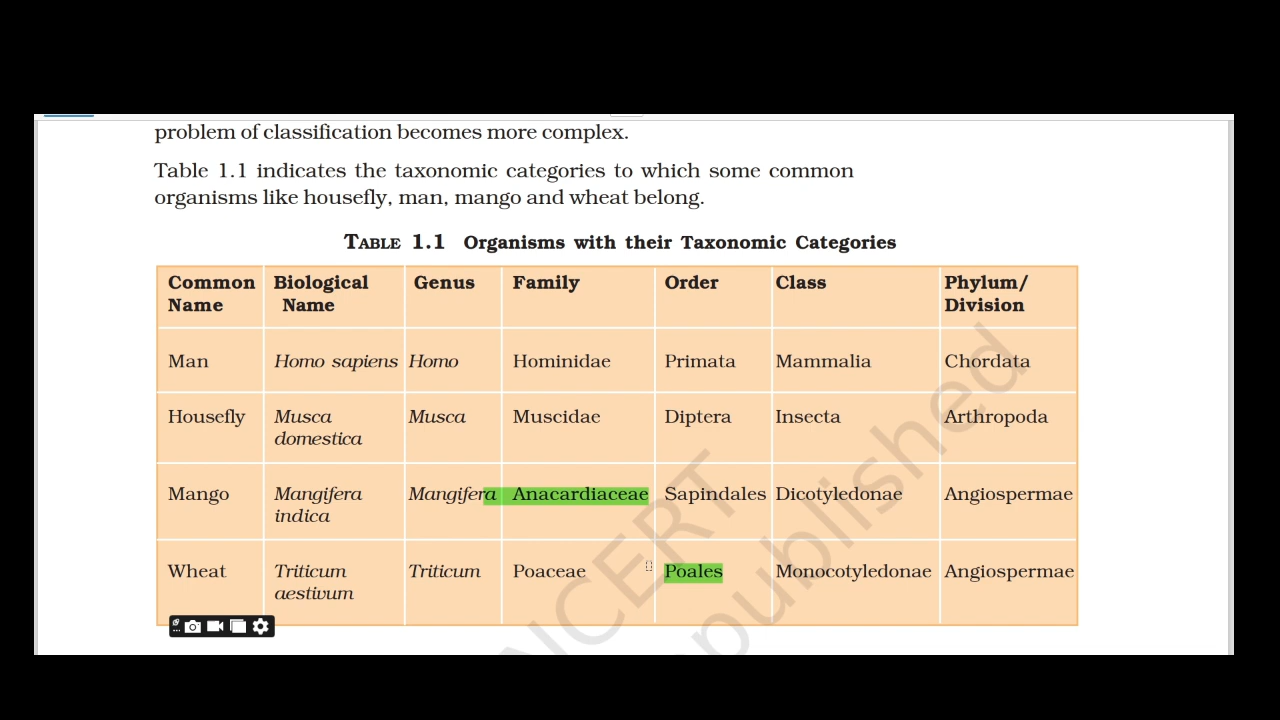 problem of classification becomes more complex.
Table 1.1 indicates the taxonomic categories to which some common
organisms like housefly, man, mango and wheat belong.
TABLE 1.1 Organisms with their Taxonomic Categories
Common Name Biological Name Genus Family Order Class Phylum/ Division
Man Homo sapiens Homo Hominidae Primata Mammalia Chordata
Housefly Musca domestica Musca Muscidae Diptera Insecta Arthropoda
Mango Mangifera indica Mangifera Anacardiaceae Sapindales Dicotyledonae Angiospermae
Wheat Triticum aestivum Triticum Poaceae Poales Monocotyledonae Angiospermae
NCERT
published